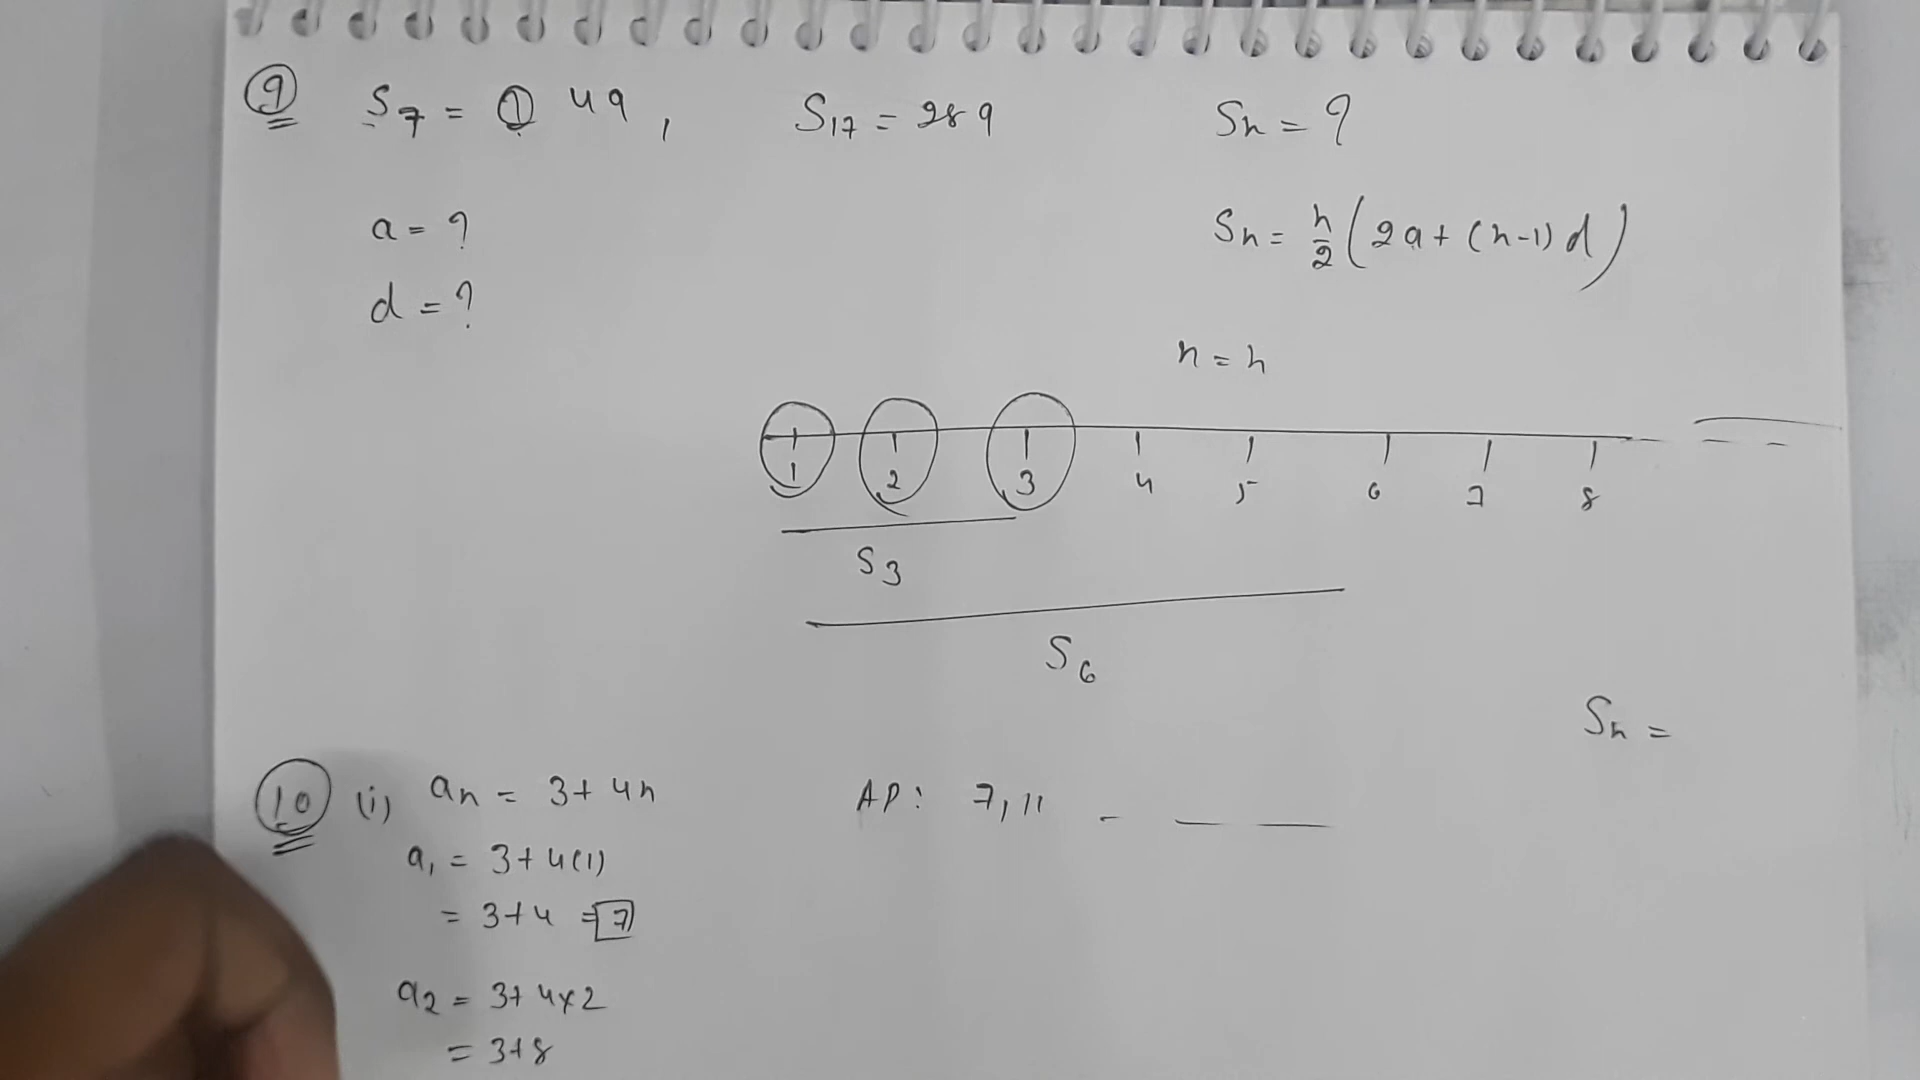 9 S7 = 1 49, S17 = 289 Sn = ?
a = ? Sn = n/2 (2a + (n-1) d)
d = ?
n = n
1 2 3 4 5 6 7 8
S3
S6
Sn =
10 (i) an = 3 + 4n AP: 7, 11 - — —
a1 = 3 + 4(1)
= 3 + 4 = 7
a2 = 3 + 4 × 2
= 3 + 8